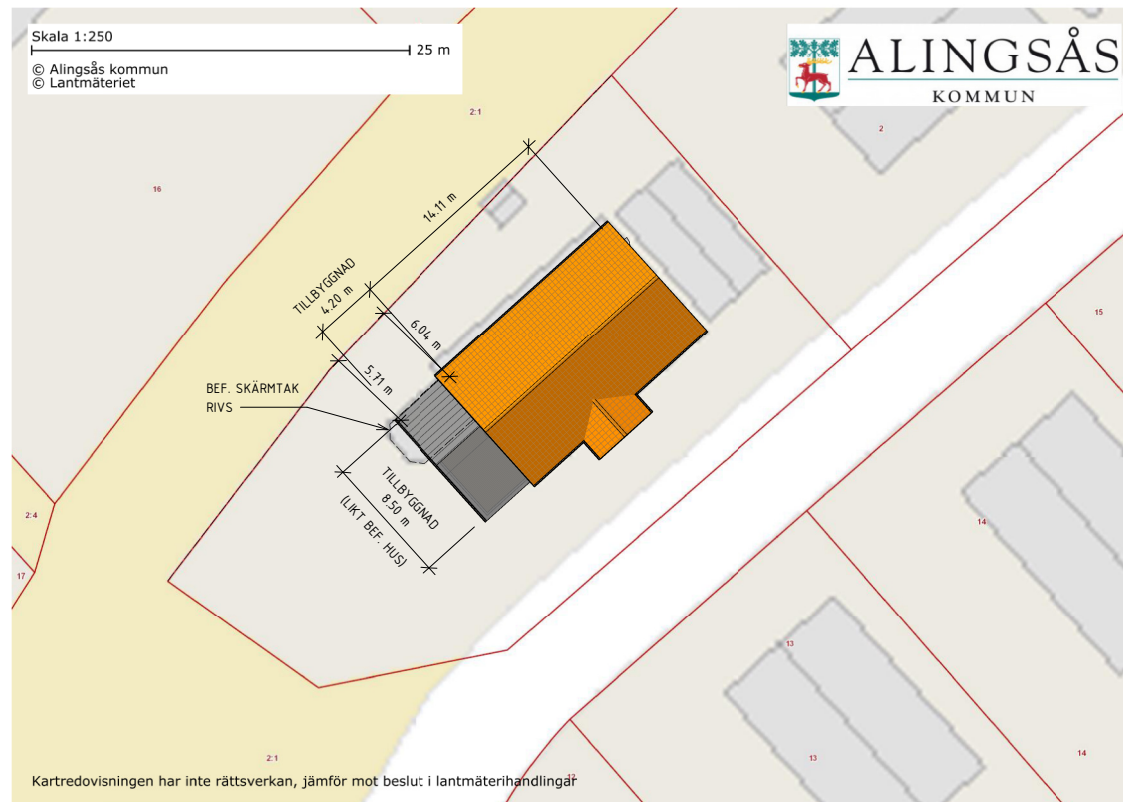 Skala 1:250
25 m
© Alingsås kommun
© Lantmäteriet
ALINGSÅS
KOMMUN
2:1
2
16
14.11 m
TILLBYGGNAD
4.20 m
6.04 m
15
5.71 m
BEF. SKÄRMTAK
RIVS
TILLBYGGNAD
8.50 m
(LIKT BEF. HUS)
2:4
14
17
13
2:1
13
14
12
Kartredovisningen har inte rättsverkan, jämför mot beslut i lantmäterihandlingar